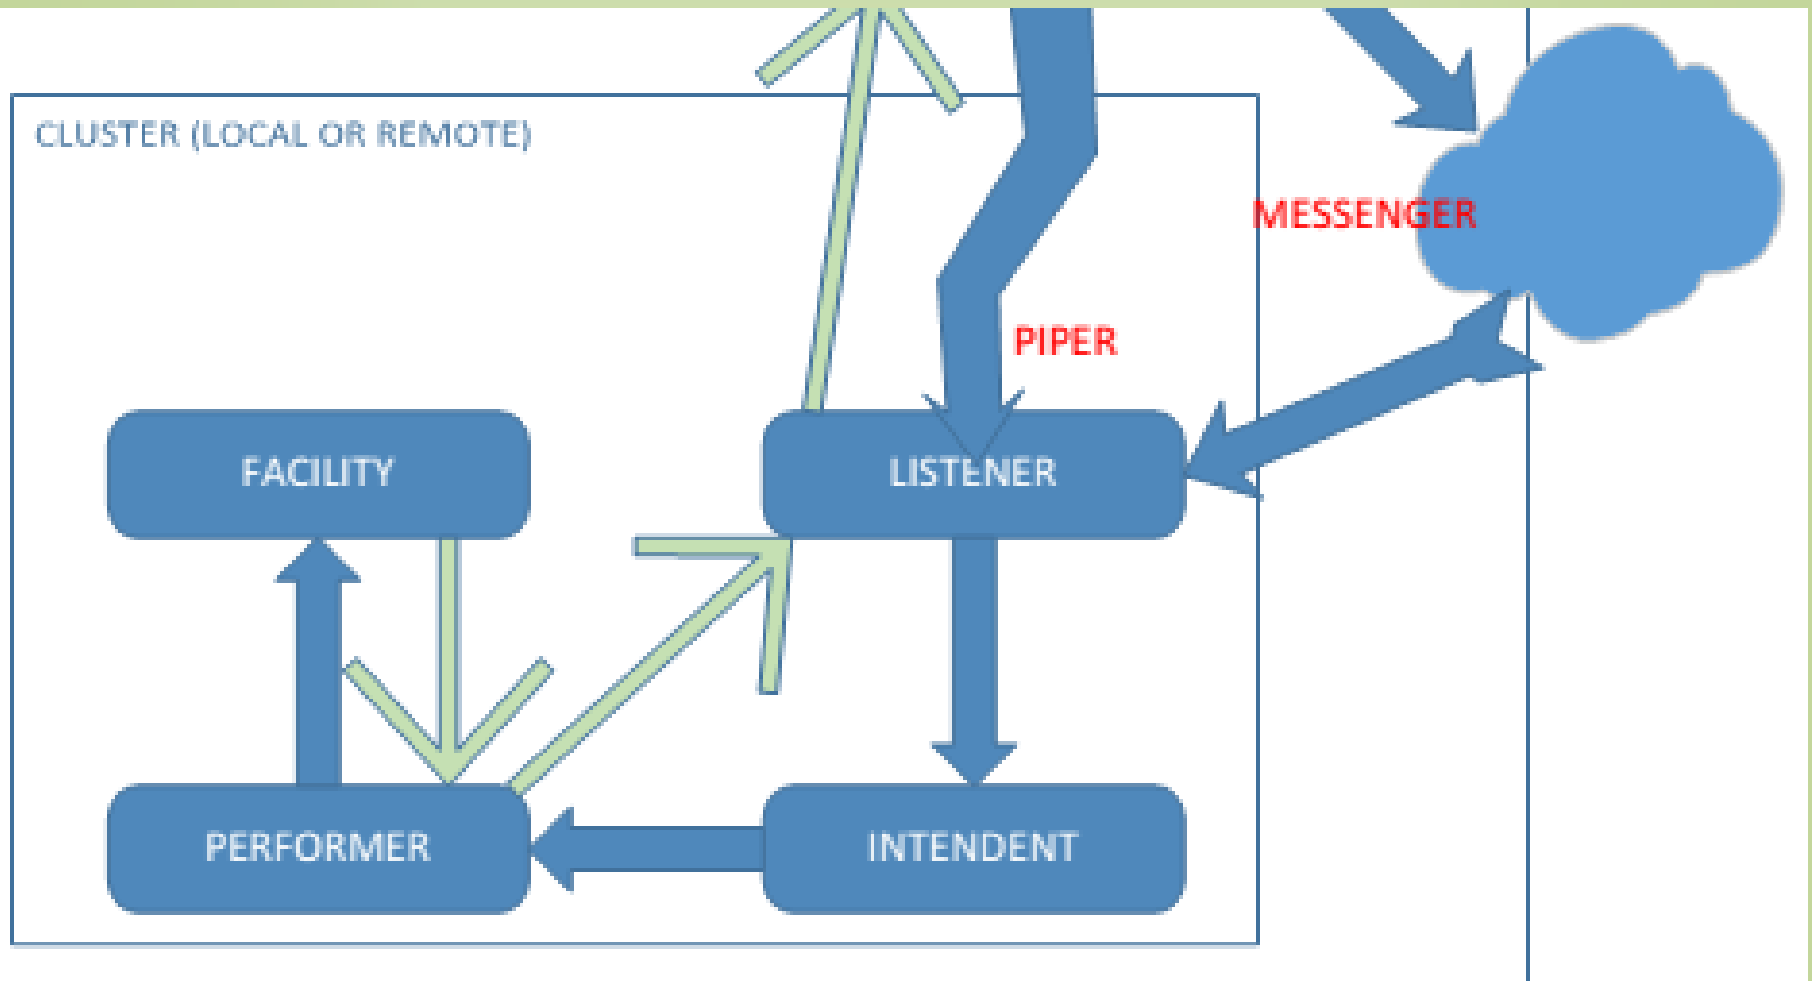 CLUSTER (LOCAL OR REMOTE)
MESSENGER
PIPER
FACILITY
LISTENER
PERFORMER
INTENDENT